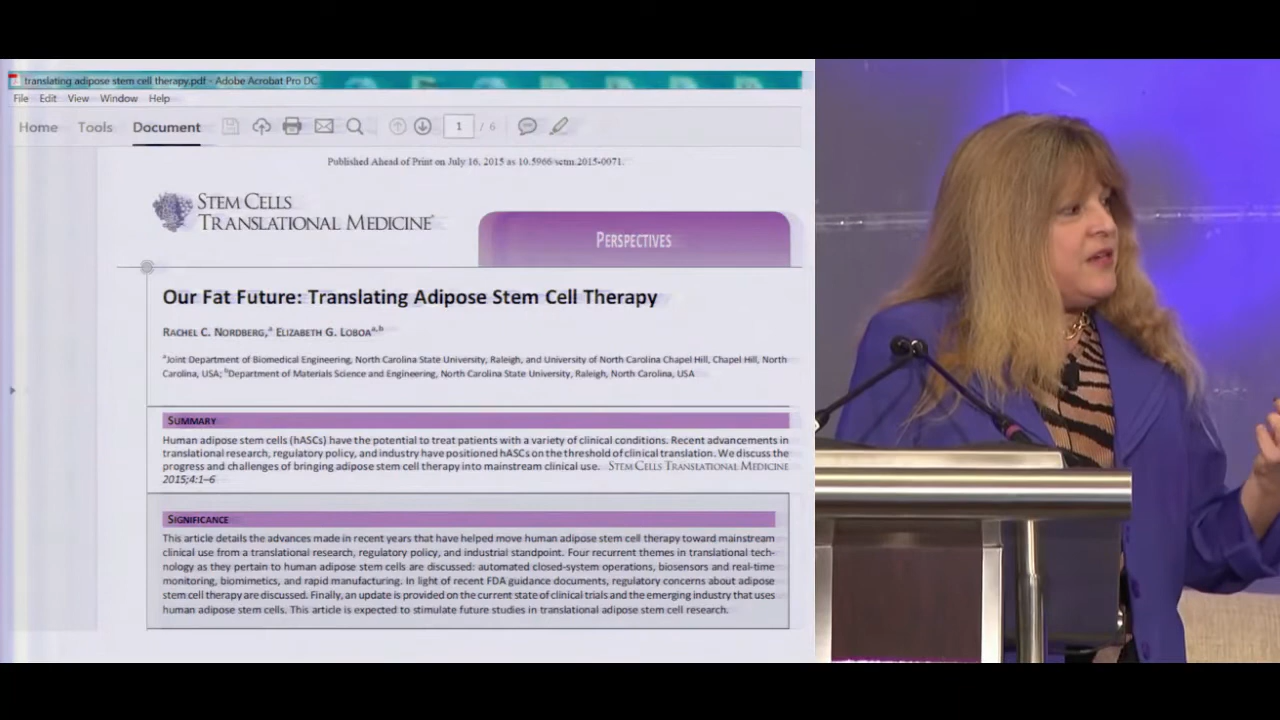 translating adipose stem cell therapy.pdf - Adobe Acrobat Pro DC
File Edit View Window Help
Home Tools Document 1 / 6
Published Ahead of Print on July 16, 2015 as 10.5966/sctm.2015-0071.
STEM CELLS
TRANSLATIONAL MEDICINE®
PERSPECTIVES
Our Fat Future: Translating Adipose Stem Cell Therapy
RACHEL C. NORDBERG,a ELIZABETH G. LOBOAa,b
aJoint Department of Biomedical Engineering, North Carolina State University, Raleigh, and University of North Carolina Chapel Hill, Chapel Hill, North
Carolina, USA; bDepartment of Materials Science and Engineering, North Carolina State University, Raleigh, North Carolina, USA
SUMMARY
Human adipose stem cells (hASCs) have the potential to treat patients with a variety of clinical conditions. Recent advancements in
translational research, regulatory policy, and industry have positioned hASCs on the threshold of clinical translation. We discuss the
progress and challenges of bringing adipose stem cell therapy into mainstream clinical use. STEM CELLS TRANSLATIONAL MEDICINE
2015;4:1–6
SIGNIFICANCE
This article details the advances made in recent years that have helped move human adipose stem cell therapy toward mainstream
clinical use from a translational research, regulatory policy, and industrial standpoint. Four recurrent themes in translational tech-
nology as they pertain to human adipose stem cells are discussed: automated closed-system operations, biosensors and real-time
monitoring, biomimetics, and rapid manufacturing. In light of recent FDA guidance documents, regulatory concerns about adipose
stem cell therapy are discussed. Finally, an update is provided on the current state of clinical trials and the emerging industry that uses
human adipose stem cells. This article is expected to stimulate future studies in translational adipose stem cell research.